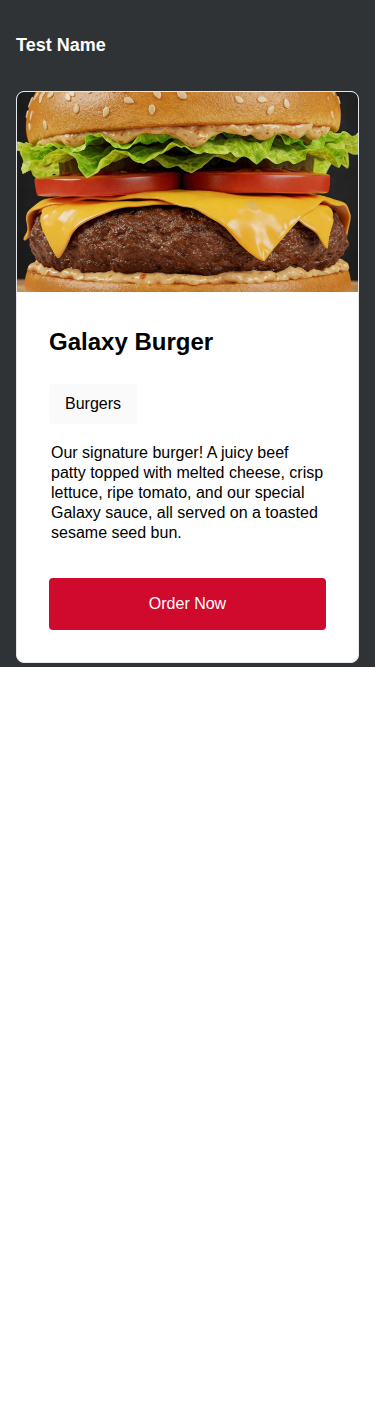 Test Name
Galaxy Burger
Burgers
Our signature burger! A juicy beef
patty topped with melted cheese, crisp
lettuce, ripe tomato, and our special
Galaxy sauce, all served on a toasted
sesame seed bun.
Order Now